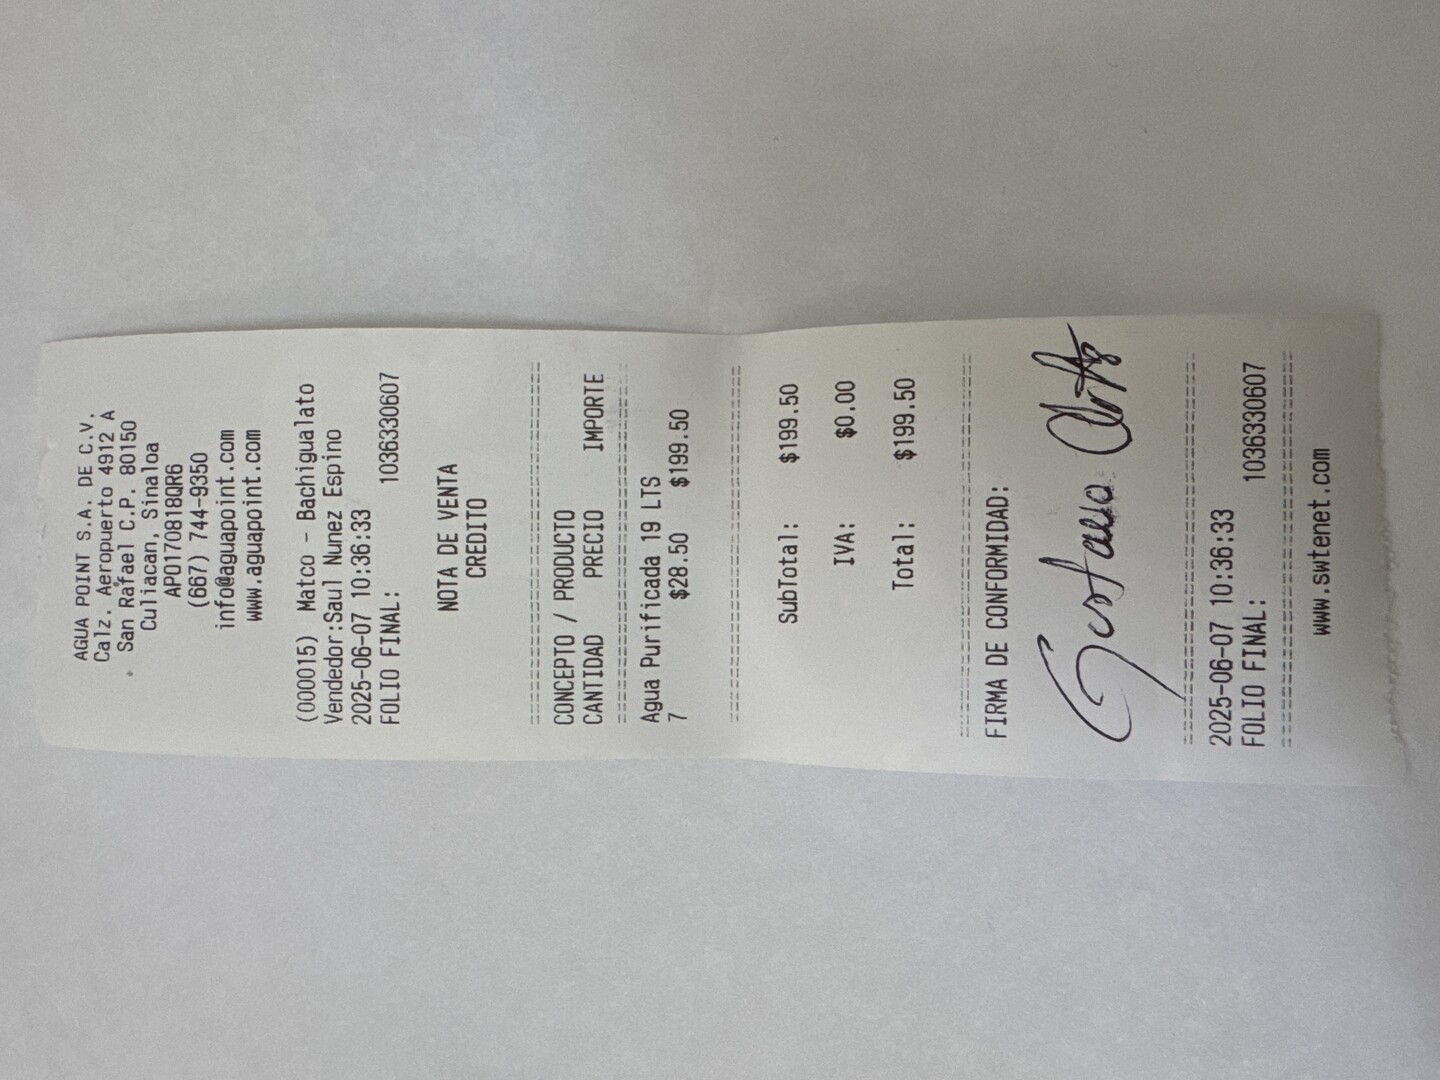 AGUA POINT S.A. DE C.V.
Calz. Aeropuerto 4912 A
San Rafael C.P. 80150
Culiacan, Sinaloa
APO170818QR6
(667) 744-9350
info@aguapoint.com
www.aguapoint.com
(000015) Matco - Bachigualato
Vendedor:Saul Nunez Espino
2025-06-07 10:36:33
FOLIO FINAL: 1036330607
NOTA DE VENTA
CREDITO
CONCEPTO / PRODUCTO
CANTIDAD PRECIO IMPORTE
Agua Purificada 19 LTS
7 $28.50 $199.50
SubTotal: $199.50
IVA: $0.00
Total: $199.50
FIRMA DE CONFORMIDAD:
Gustavo
2025-06-07 10:36:33
FOLIO FINAL: 1036330607
www.swtenet.com